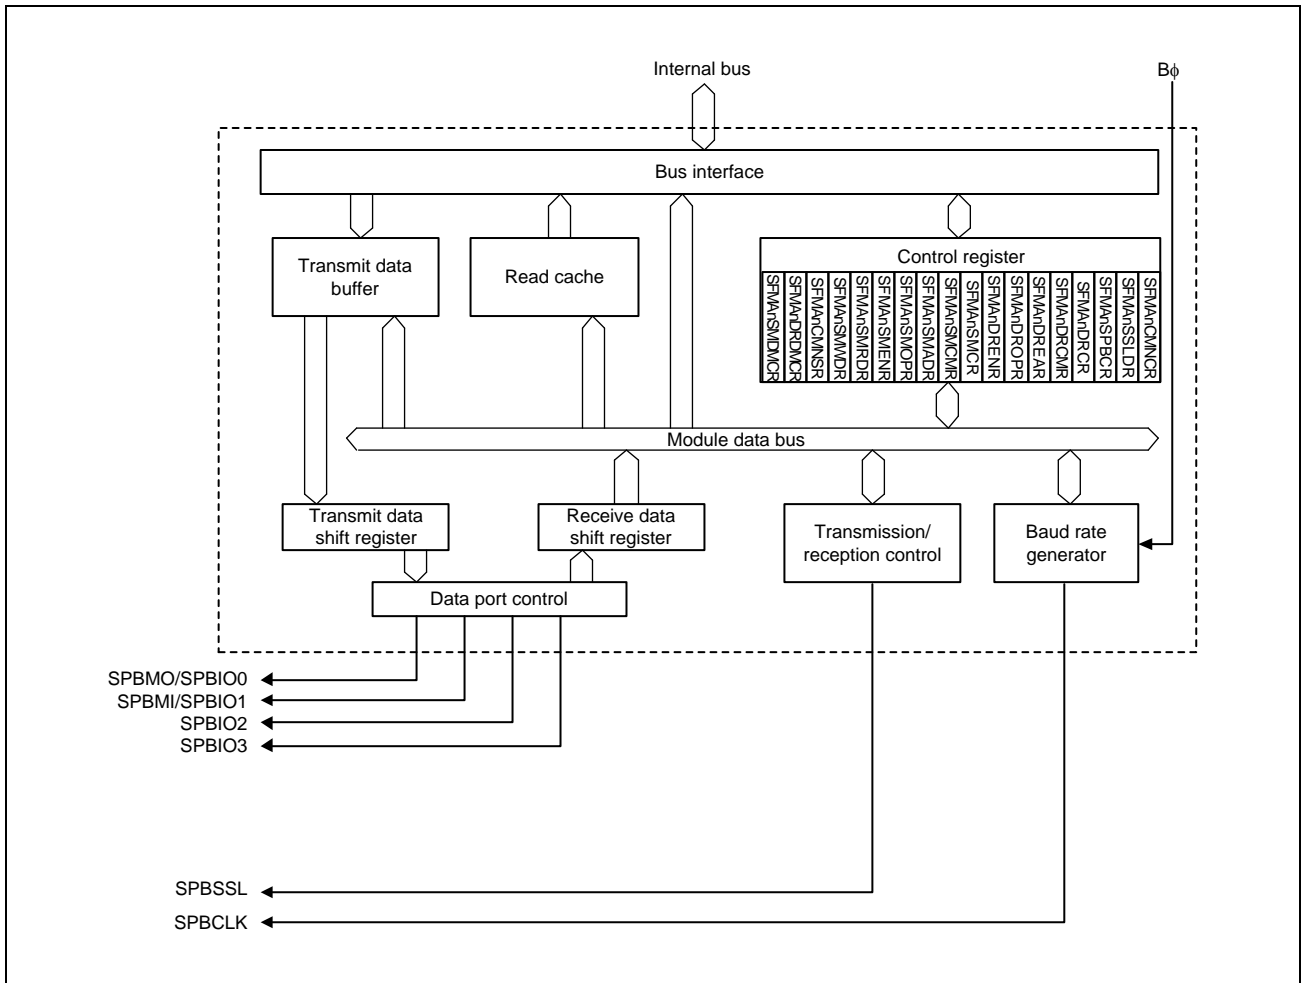 Internal bus
Bφ
Bus interface
Transmit data
buffer
Read cache
Control register
SFMAnSMDMCR
SFMAnDRDMCR
SFMAnCMNSR
SFMAnSMWDR
SFMAnSMRDR
SFMAnSMENR
SFMAnSMOPR
SFMAnSMADR
SFMAnSMCMR
SFMAnSMCR
SFMAnDRENR
SFMAnDROPR
SFMAnDREAR
SFMAnDRCMR
SFMAnDRCR
SFMAnSPBCR
SFMAnSSLDR
SFMAnCMNCR
Module data bus
Transmit data
shift register
Receive data
shift register
Transmission/
reception control
Baud rate
generator
Data port control
SPBMO/SPBIO0
SPBMI/SPBIO1
SPBIO2
SPBIO3
SPBSSL
SPBCLK